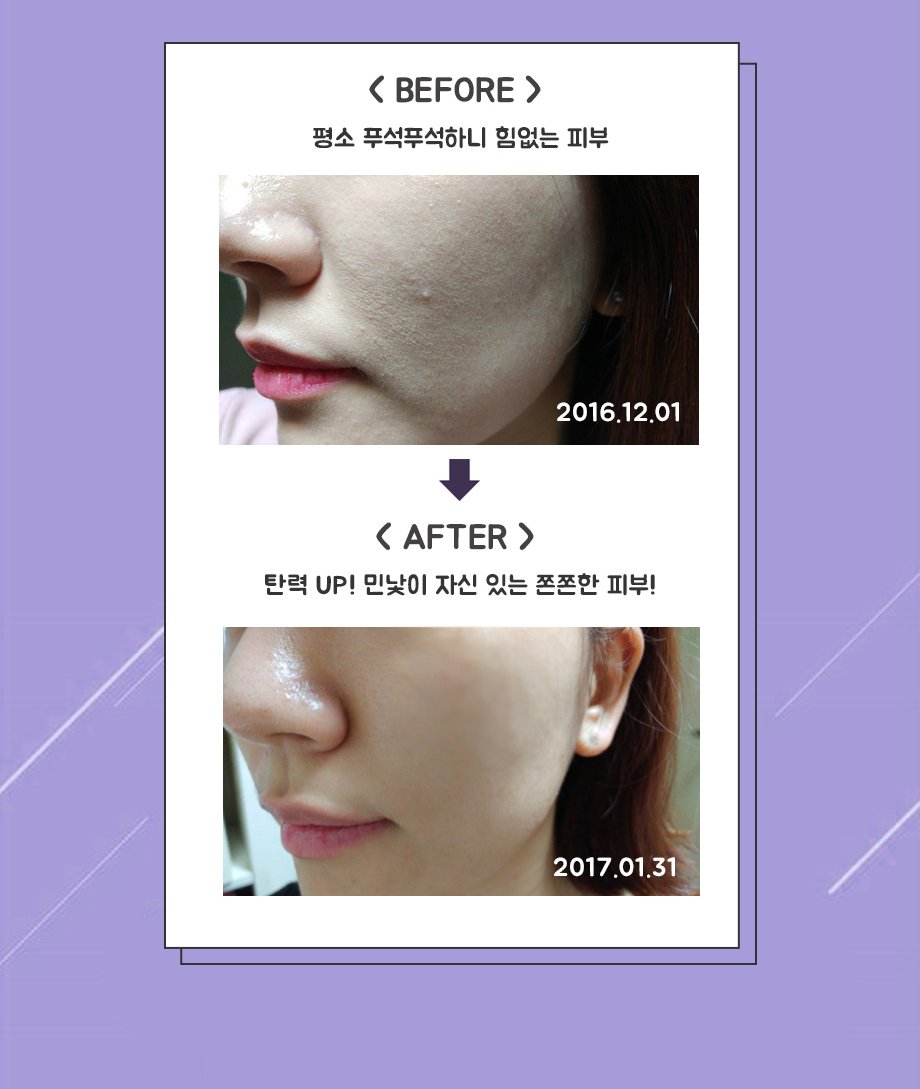 < BEFORE >
평소 푸석푸석하니 힘없는 피부
2016.12.01
< AFTER >
탄력 UP! 민낯이 자신 있는 쫀쫀한 피부!
2017.01.31